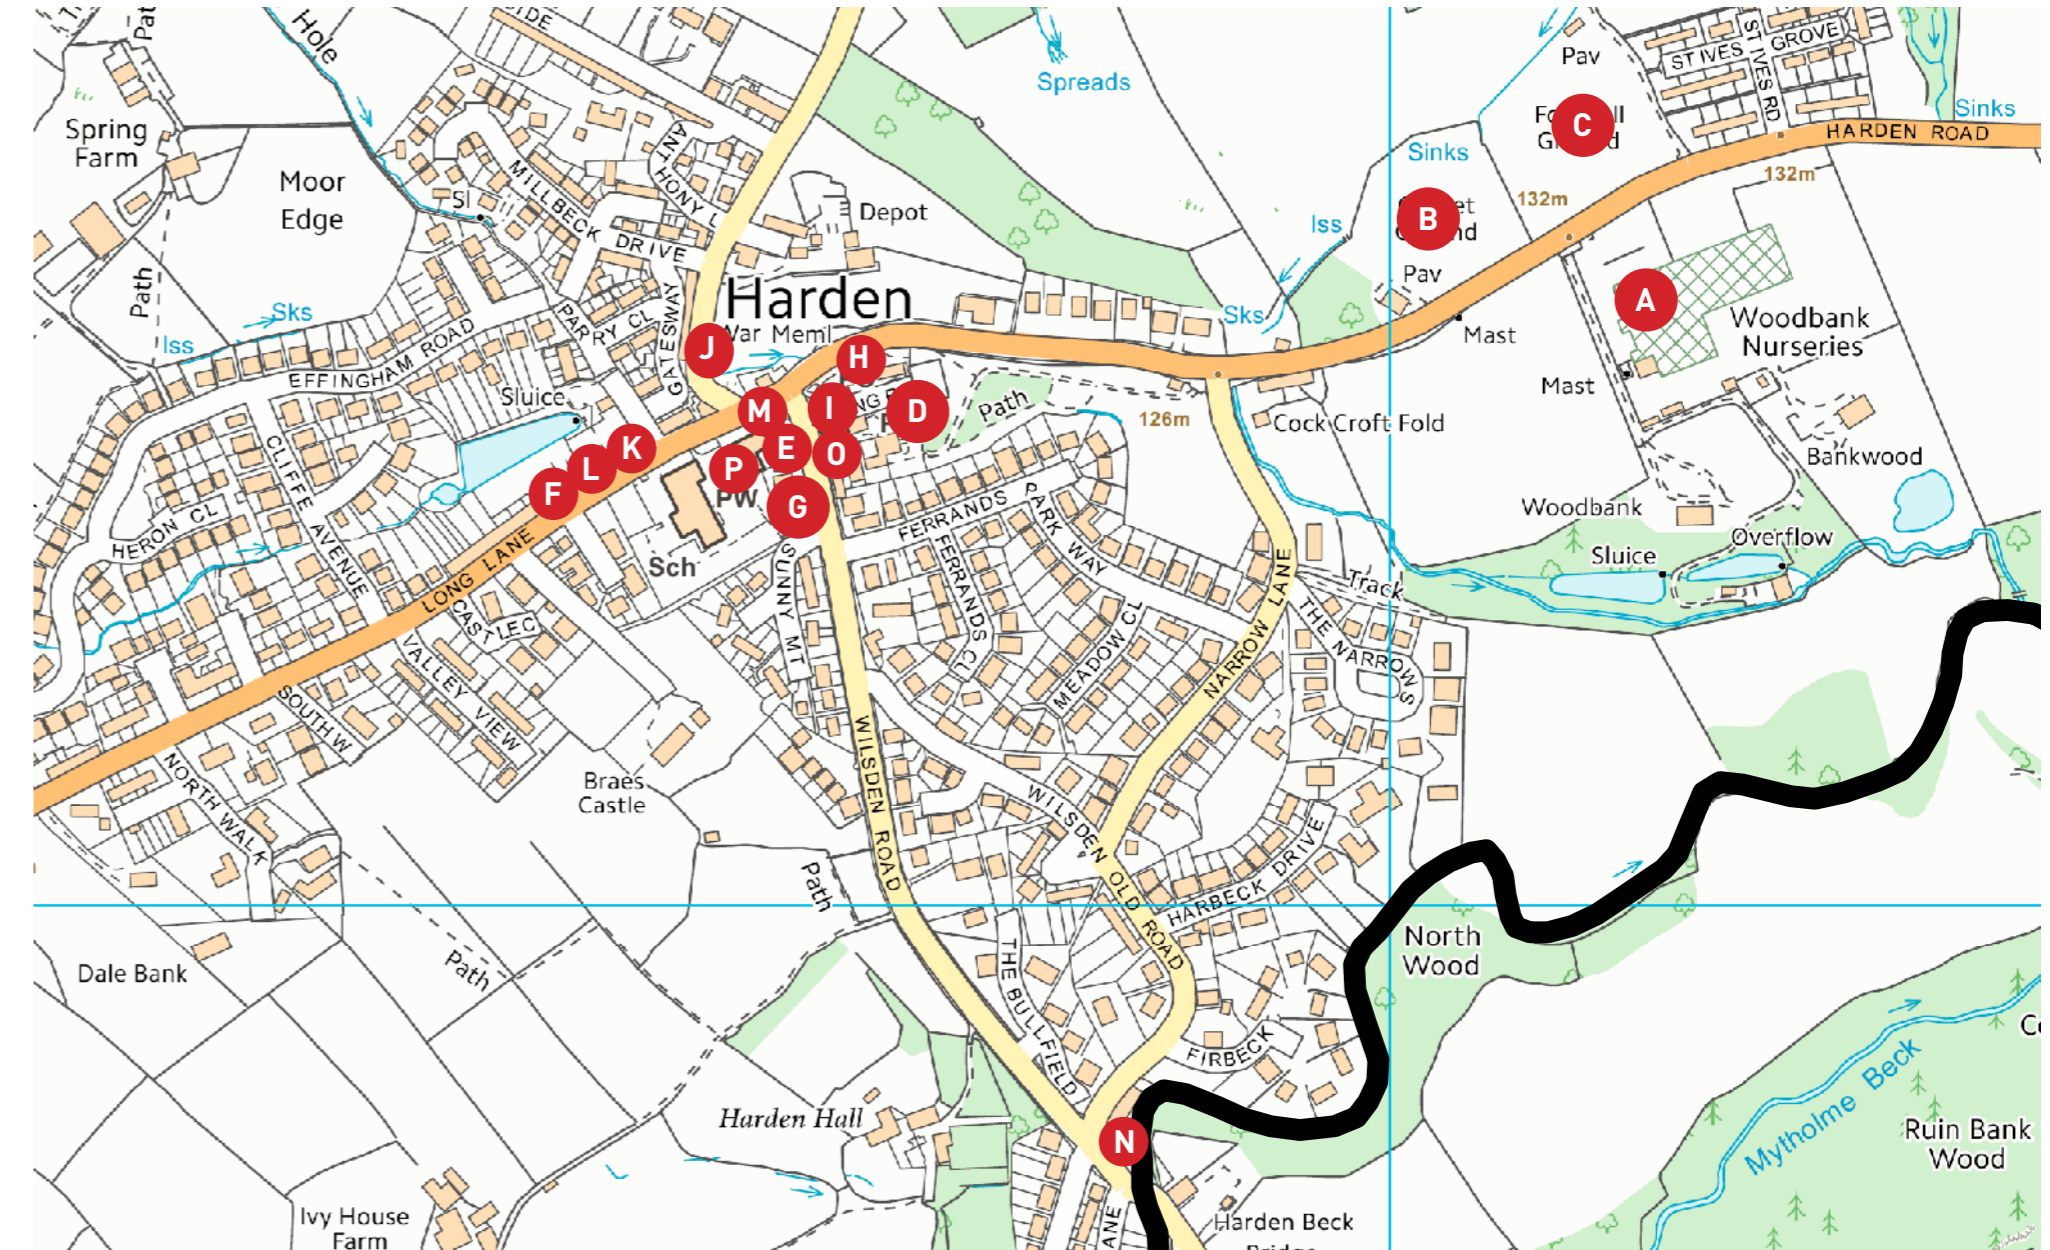 Path
Hole
SIDE
Spreads
Pav
ST IVES GROVE
ST IVES RD
Sinks
HARDEN ROAD
C
Spring
Farm
Moor
Edge
SI
MILLBECK DRIVE
ANTHONY L
Depot
Sinks
132m
132m
B
Iss
Pav
Path
Sks
Iss
Harden
War Meml
J
H
PARRY CL
GATESWAY
EFFINGHAM ROAD
Sks
Mast
A
Woodbank
Nurseries
Mast
Sluice
M
I
D
Path
126m
Cock Croft Fold
K
L
F
E
O
P
PW
G
Bankwood
Woodbank
CLIFFE AVENUE
HERON CL
LONG LANE
Sch
FERRANDS
PARK WAY
FERRANDS CL
SUNNY MT
Sluice
Overflow
Track
THE NARROWS
NARROW LANE
MEADOW CL
CASTLE C
VALLEY VIEW
SOUTH W
NORTH WALK
Braes
Castle
WILSDEN ROAD
WILSDEN OLD ROAD
HARBECK DRIVE
Path
North
Wood
Dale Bank
Path
THE BULLFIELD
FIRBECK
Harden Hall
N
Mytholme Beck
Ruin Bank
Wood
Ivy House
Farm
Harden Beck
Bridge
ANE